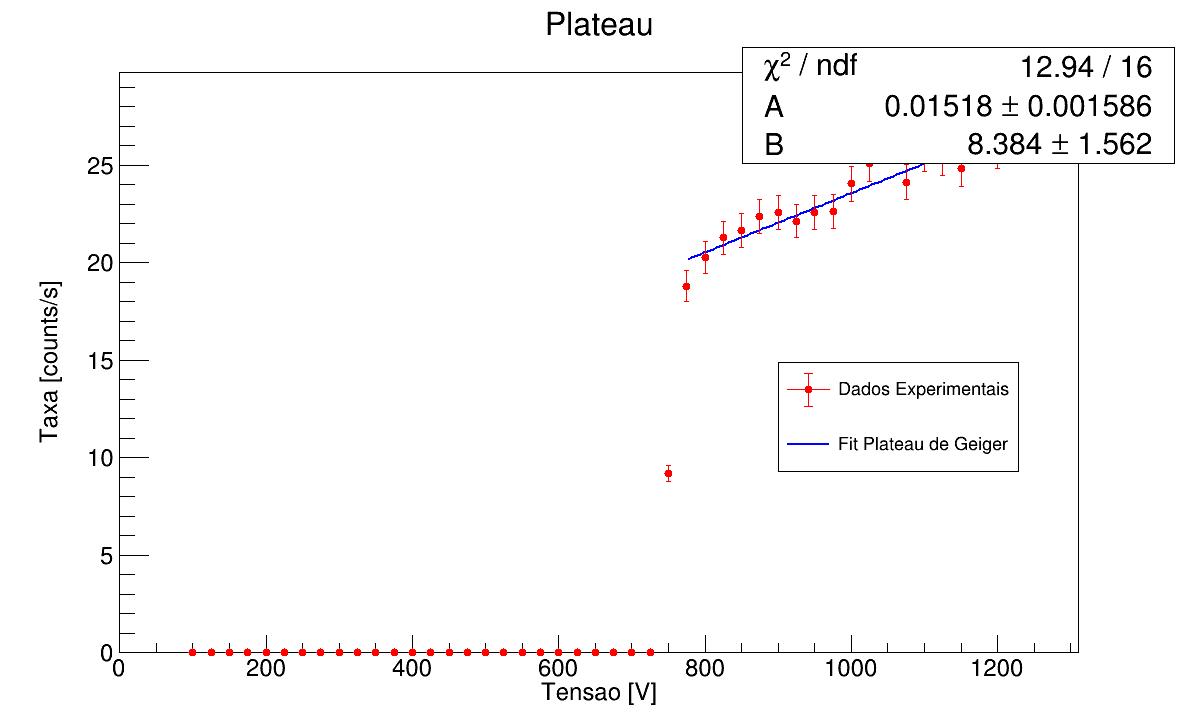 Plateau
χ² / ndf 12.94 / 16
A 0.01518 ± 0.001586
B 8.384 ± 1.562
25
20
15
10
5
0
Taxa [counts/s]
Dados Experimentais
Fit Plateau de Geiger
0 200 400 600 800 1000 1200
Tensao [V]